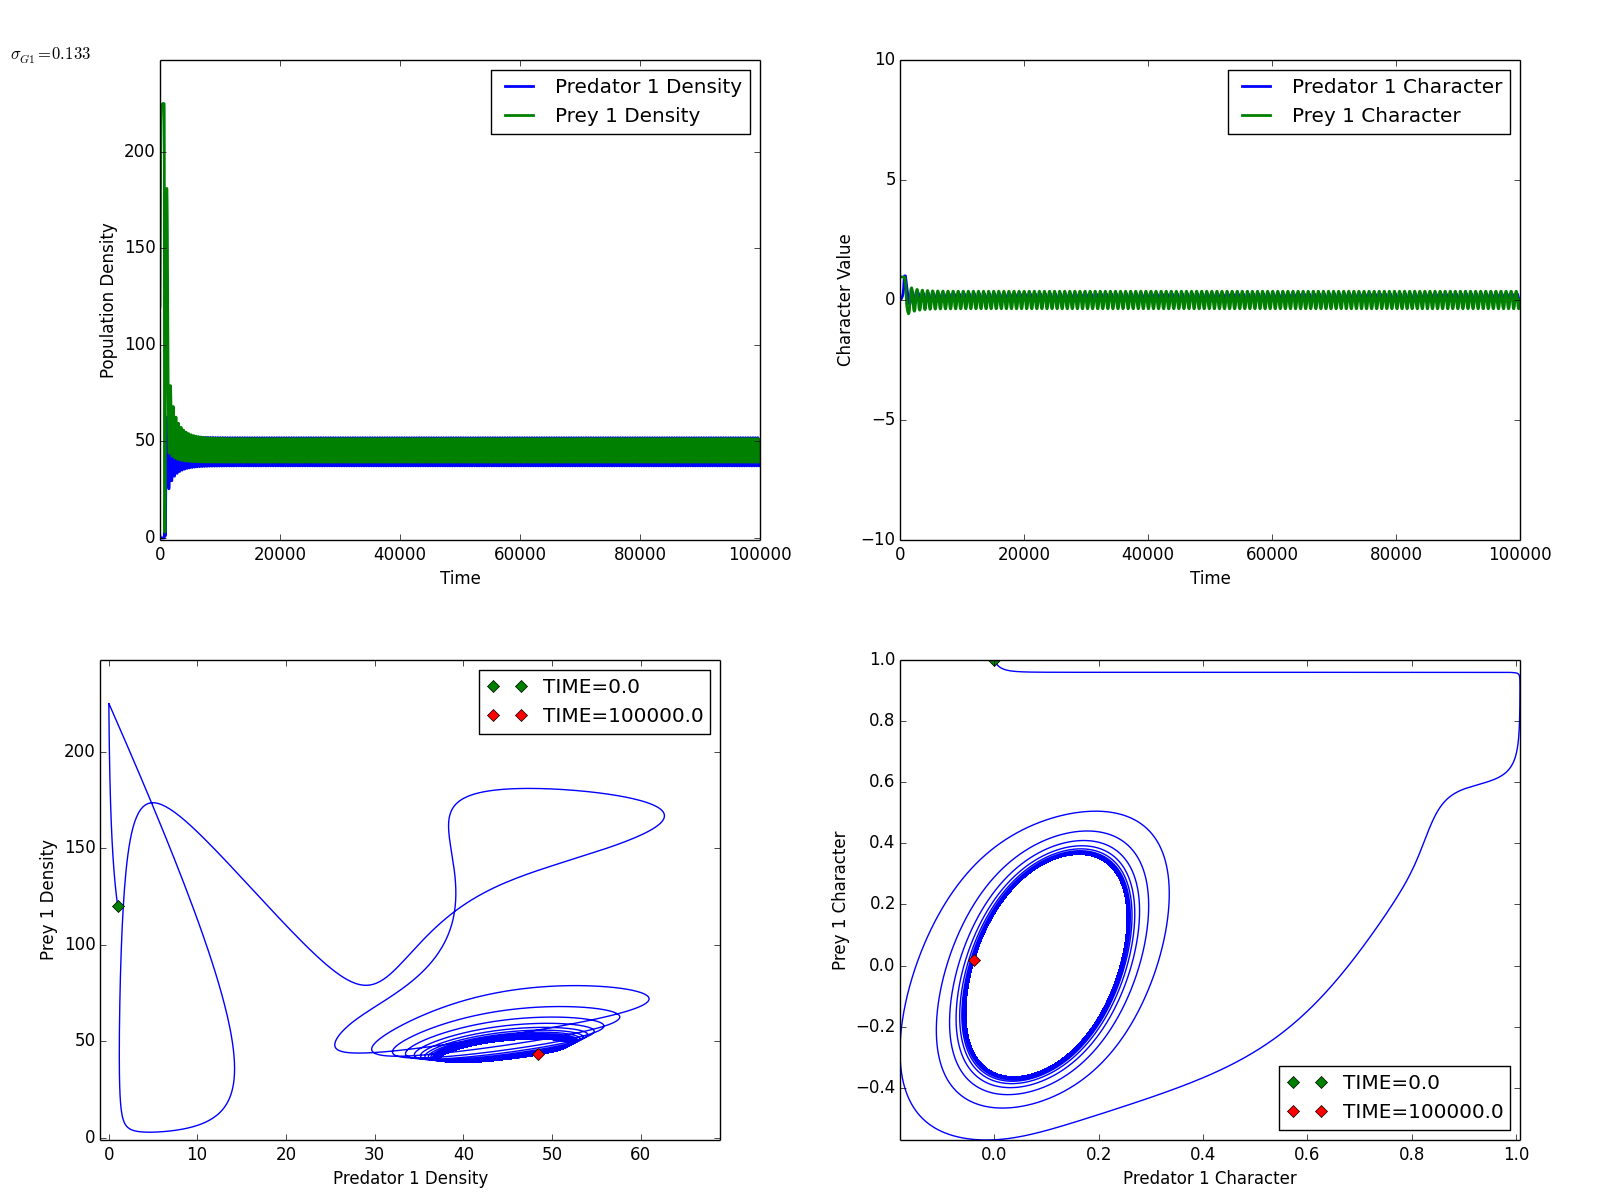 σG1=0.133
Predator 1 Density
Prey 1 Density
200
150
100
50
0
Population Density
0 20000 40000 60000 80000 100000
Time
Predator 1 Character
Prey 1 Character
10
5
0
−5
−10
Character Value
0 20000 40000 60000 80000 100000
Time
TIME=0.0
TIME=100000.0
200
150
100
50
0
Prey 1 Density
0 10 20 30 40 50 60
Predator 1 Density
1.0
0.8
0.6
0.4
0.2
0.0
−0.2
−0.4
Prey 1 Character
TIME=0.0
TIME=100000.0
0.0 0.2 0.4 0.6 0.8 1.0
Predator 1 Character